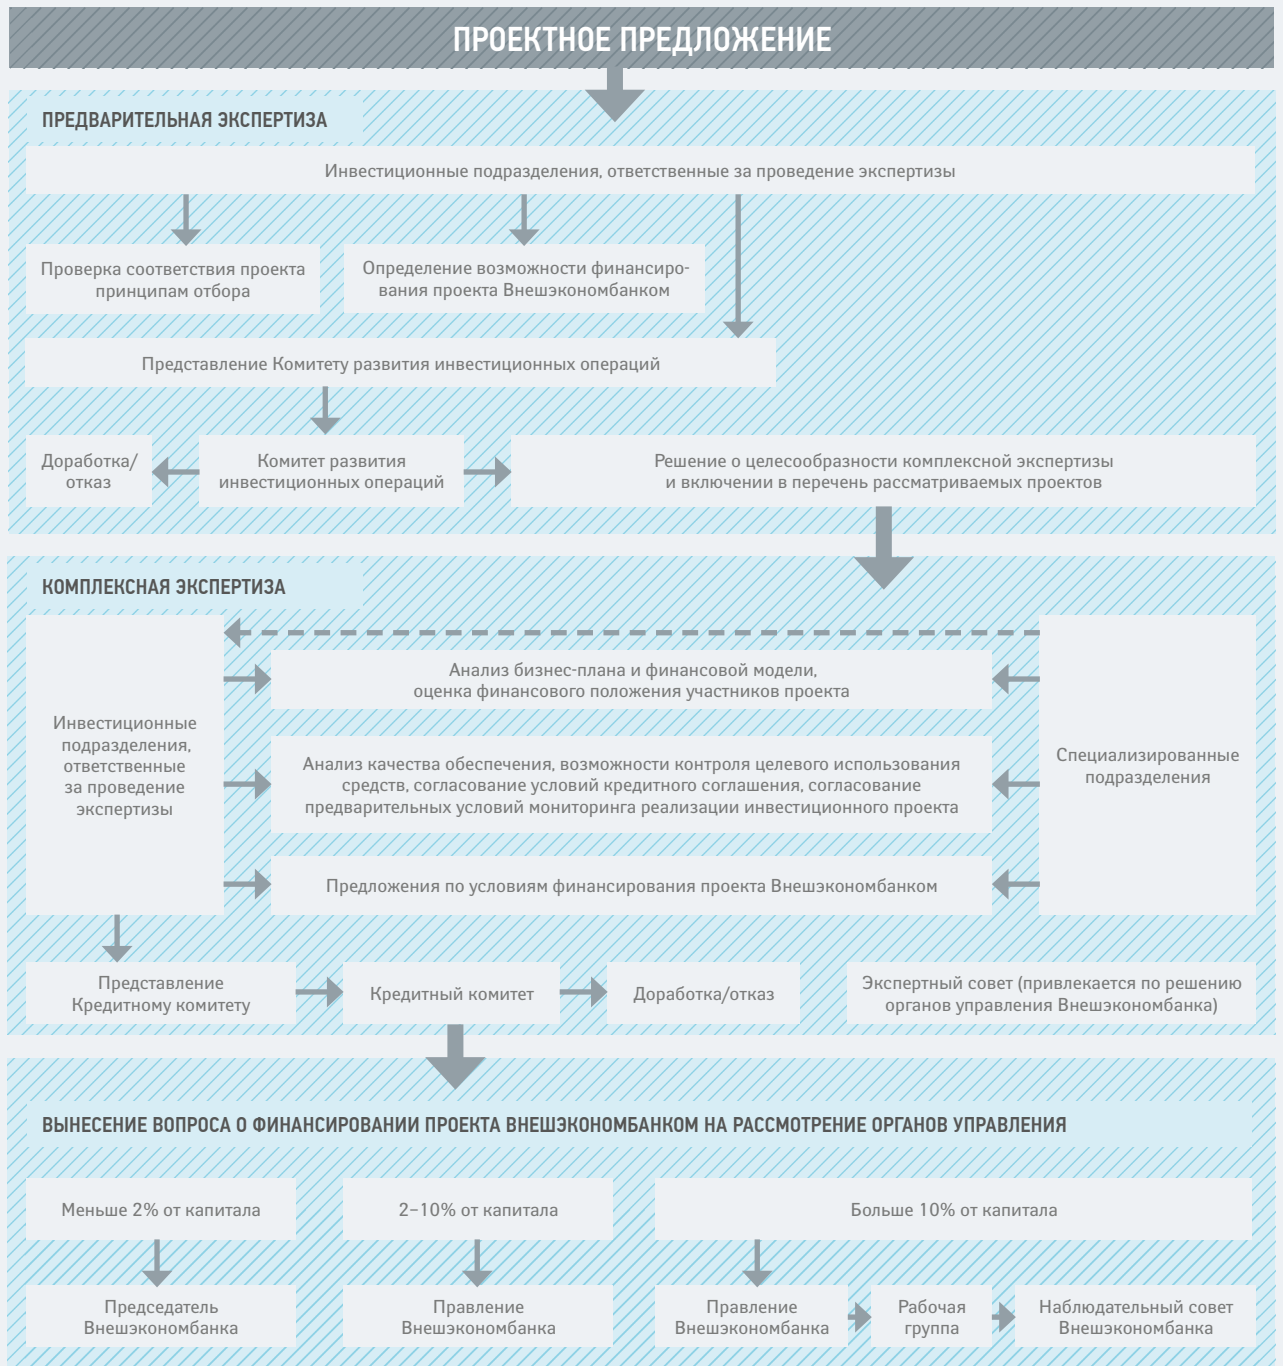 ПРОЕКТНОЕ ПРЕДЛОЖЕНИЕ
ПРЕДВАРИТЕЛЬНАЯ ЭКСПЕРТИЗА
Инвестиционные подразделения, ответственные за проведение экспертизы
Проверка соответствия проекта
принципам отбора
Определение возможности финансиро-
вания проекта Внешэкономбанком
Представление Комитету развития инвестиционных операций
Доработка/
отказ
Комитет развития
инвестиционных операций
Решение о целесообразности комплексной экспертизы
и включении в перечень рассматриваемых проектов
КОМПЛЕКСНАЯ ЭКСПЕРТИЗА
Инвестиционные
подразделения,
ответственные
за проведение
экспертизы
Анализ бизнес-плана и финансовой модели,
оценка финансового положения участников проекта
Анализ качества обеспечения, возможности контроля целевого использования
средств, согласование условий кредитного соглашения, согласование
предварительных условий мониторинга реализации инвестиционного проекта
Предложения по условиям финансирования проекта Внешэкономбанком
Специализированные
подразделения
Представление
Кредитному комитету
Кредитный комитет
Доработка/отказ
Экспертный совет (привлекается по решению
органов управления Внешэкономбанка)
ВЫНЕСЕНИЕ ВОПРОСА О ФИНАНСИРОВАНИИ ПРОЕКТА ВНЕШЭКОНОМБАНКОМ НА РАССМОТРЕНИЕ ОРГАНОВ УПРАВЛЕНИЯ
Меньше 2% от капитала
2–10% от капитала
Больше 10% от капитала
Председатель
Внешэкономбанка
Правление
Внешэкономбанка
Правление
Внешэкономбанка
Рабочая
группа
Наблюдательный совет
Внешэкономбанка